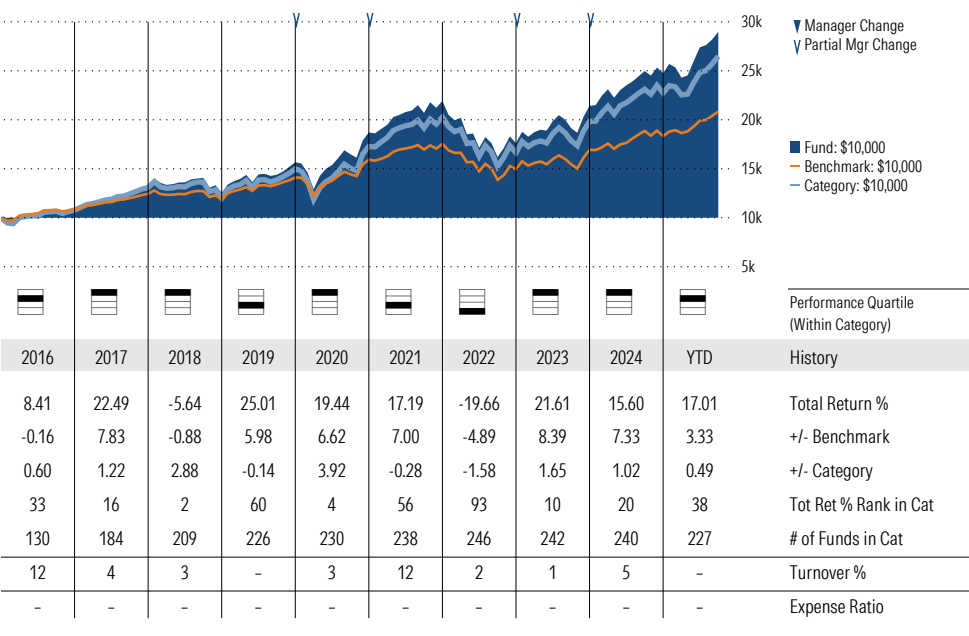 30k
25k
20k
15k
10k
5k
Manager Change
Partial Mgr Change
Fund: $10,000
Benchmark: $10,000
Category: $10,000
Performance Quartile
(Within Category)
2016 2017 2018 2019 2020 2021 2022 2023 2024 YTD History
8.41 22.49 -5.64 25.01 19.44 17.19 -19.66 21.61 15.60 17.01 Total Return %
-0.16 7.83 -0.88 5.98 6.62 7.00 -4.89 8.39 7.33 3.33 +/- Benchmark
0.60 1.22 2.88 -0.14 3.92 -0.28 -1.58 1.65 1.02 0.49 +/- Category
33 16 2 60 4 56 93 10 20 38 Tot Ret % Rank in Cat
130 184 209 226 230 238 246 242 240 227 # of Funds in Cat
12 4 3 – 3 12 2 1 5 – Turnover %
– – – – – – – – – – Expense Ratio